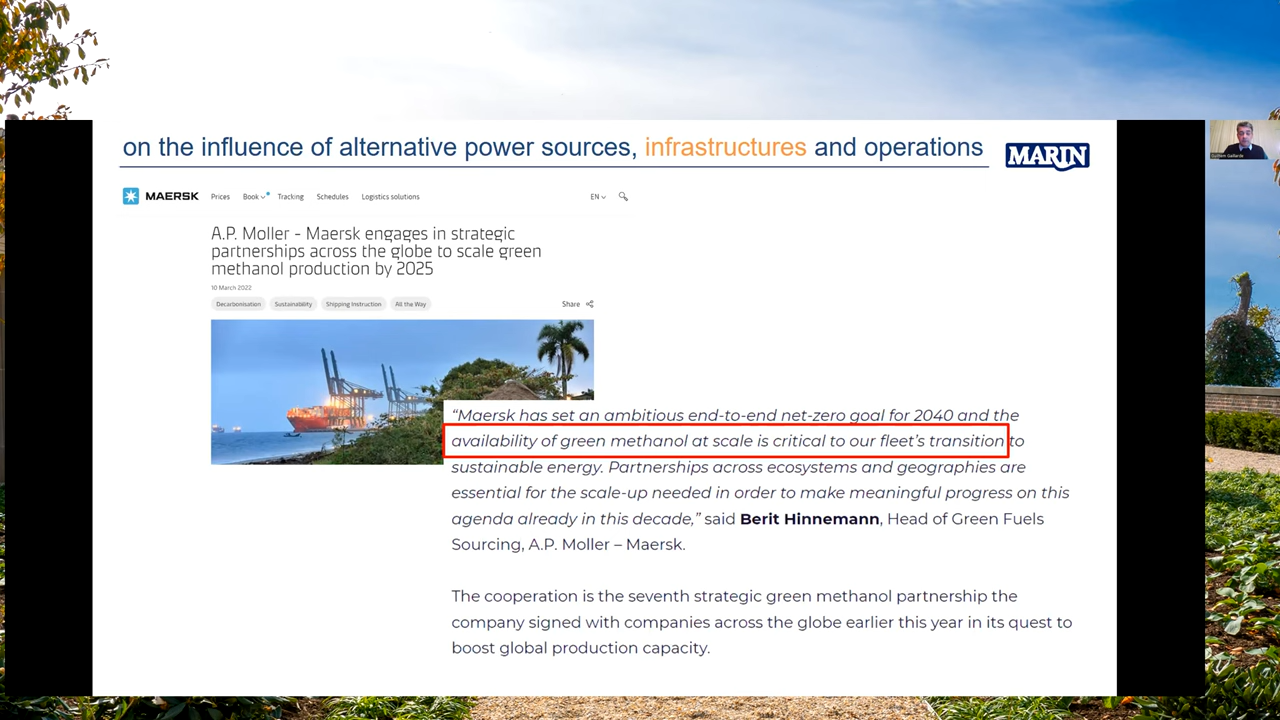 on the influence of alternative power sources, infrastructures and operations
MARIN
MAERSK
Prices
Book
Tracking
Schedules
Logistics solutions
EN
A.P. Moller - Maersk engages in strategic
partnerships across the globe to scale green
methanol production by 2025
10 March 2022
Decarbonisation
Sustainability
Shipping Instruction
All the Way
Share
“Maersk has set an ambitious end-to-end net-zero goal for 2040 and the
availability of green methanol at scale is critical to our fleet’s transition to
sustainable energy. Partnerships across ecosystems and geographies are
essential for the scale-up needed in order to make meaningful progress on this
agenda already in this decade,” said Berit Hinnemann, Head of Green Fuels
Sourcing, A.P. Moller – Maersk.
The cooperation is the seventh strategic green methanol partnership the
company signed with companies across the globe earlier this year in its quest to
boost global production capacity.